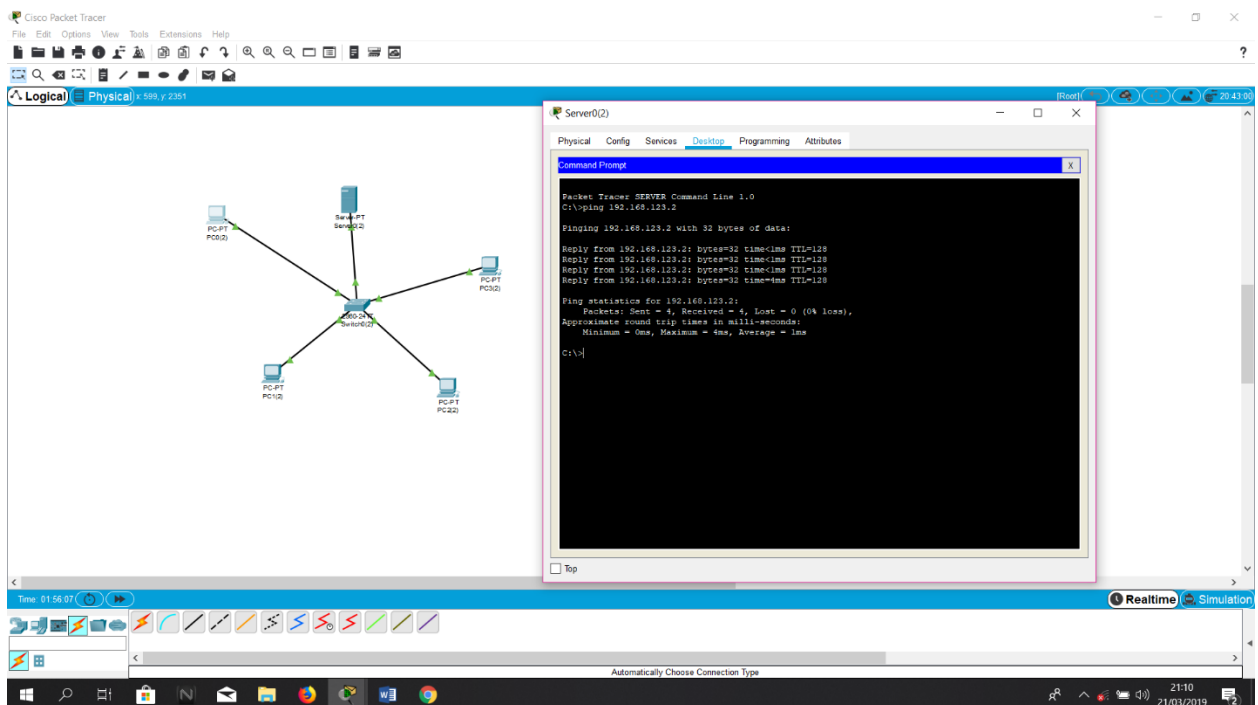 Cisco Packet Tracer
File Edit Options View Tools Extensions Help
?
Logical Physical x: 599, y: 2351
[Root]
20:43:00
Server0(2)
Physical Config Services Desktop Programming Attributes
Command Prompt
X
Packet Tracer SERVER Command Line 1.0
C:\>ping 192.168.123.2
Pinging 192.168.123.2 with 32 bytes of data:
Reply from 192.168.123.2: bytes=32 time<1ms TTL=128
Reply from 192.168.123.2: bytes=32 time<1ms TTL=128
Reply from 192.168.123.2: bytes=32 time<1ms TTL=128
Reply from 192.168.123.2: bytes=32 time=4ms TTL=128
Ping statistics for 192.168.123.2:
Packets: Sent = 4, Received = 4, Lost = 0 (0% loss),
Approximate round trip times in milli-seconds:
Minimum = 0ms, Maximum = 4ms, Average = 1ms
C:\>
Top
Server-PT
Server0(2)
PC-PT
PC0(2)
PC-PT
PC3(2)
2960-24TT
Switch0(2)
PC-PT
PC1(2)
PC-PT
PC2(2)
Time: 01:56:07
Realtime Simulation
Automatically Choose Connection Type
21:10
21/03/2019
2